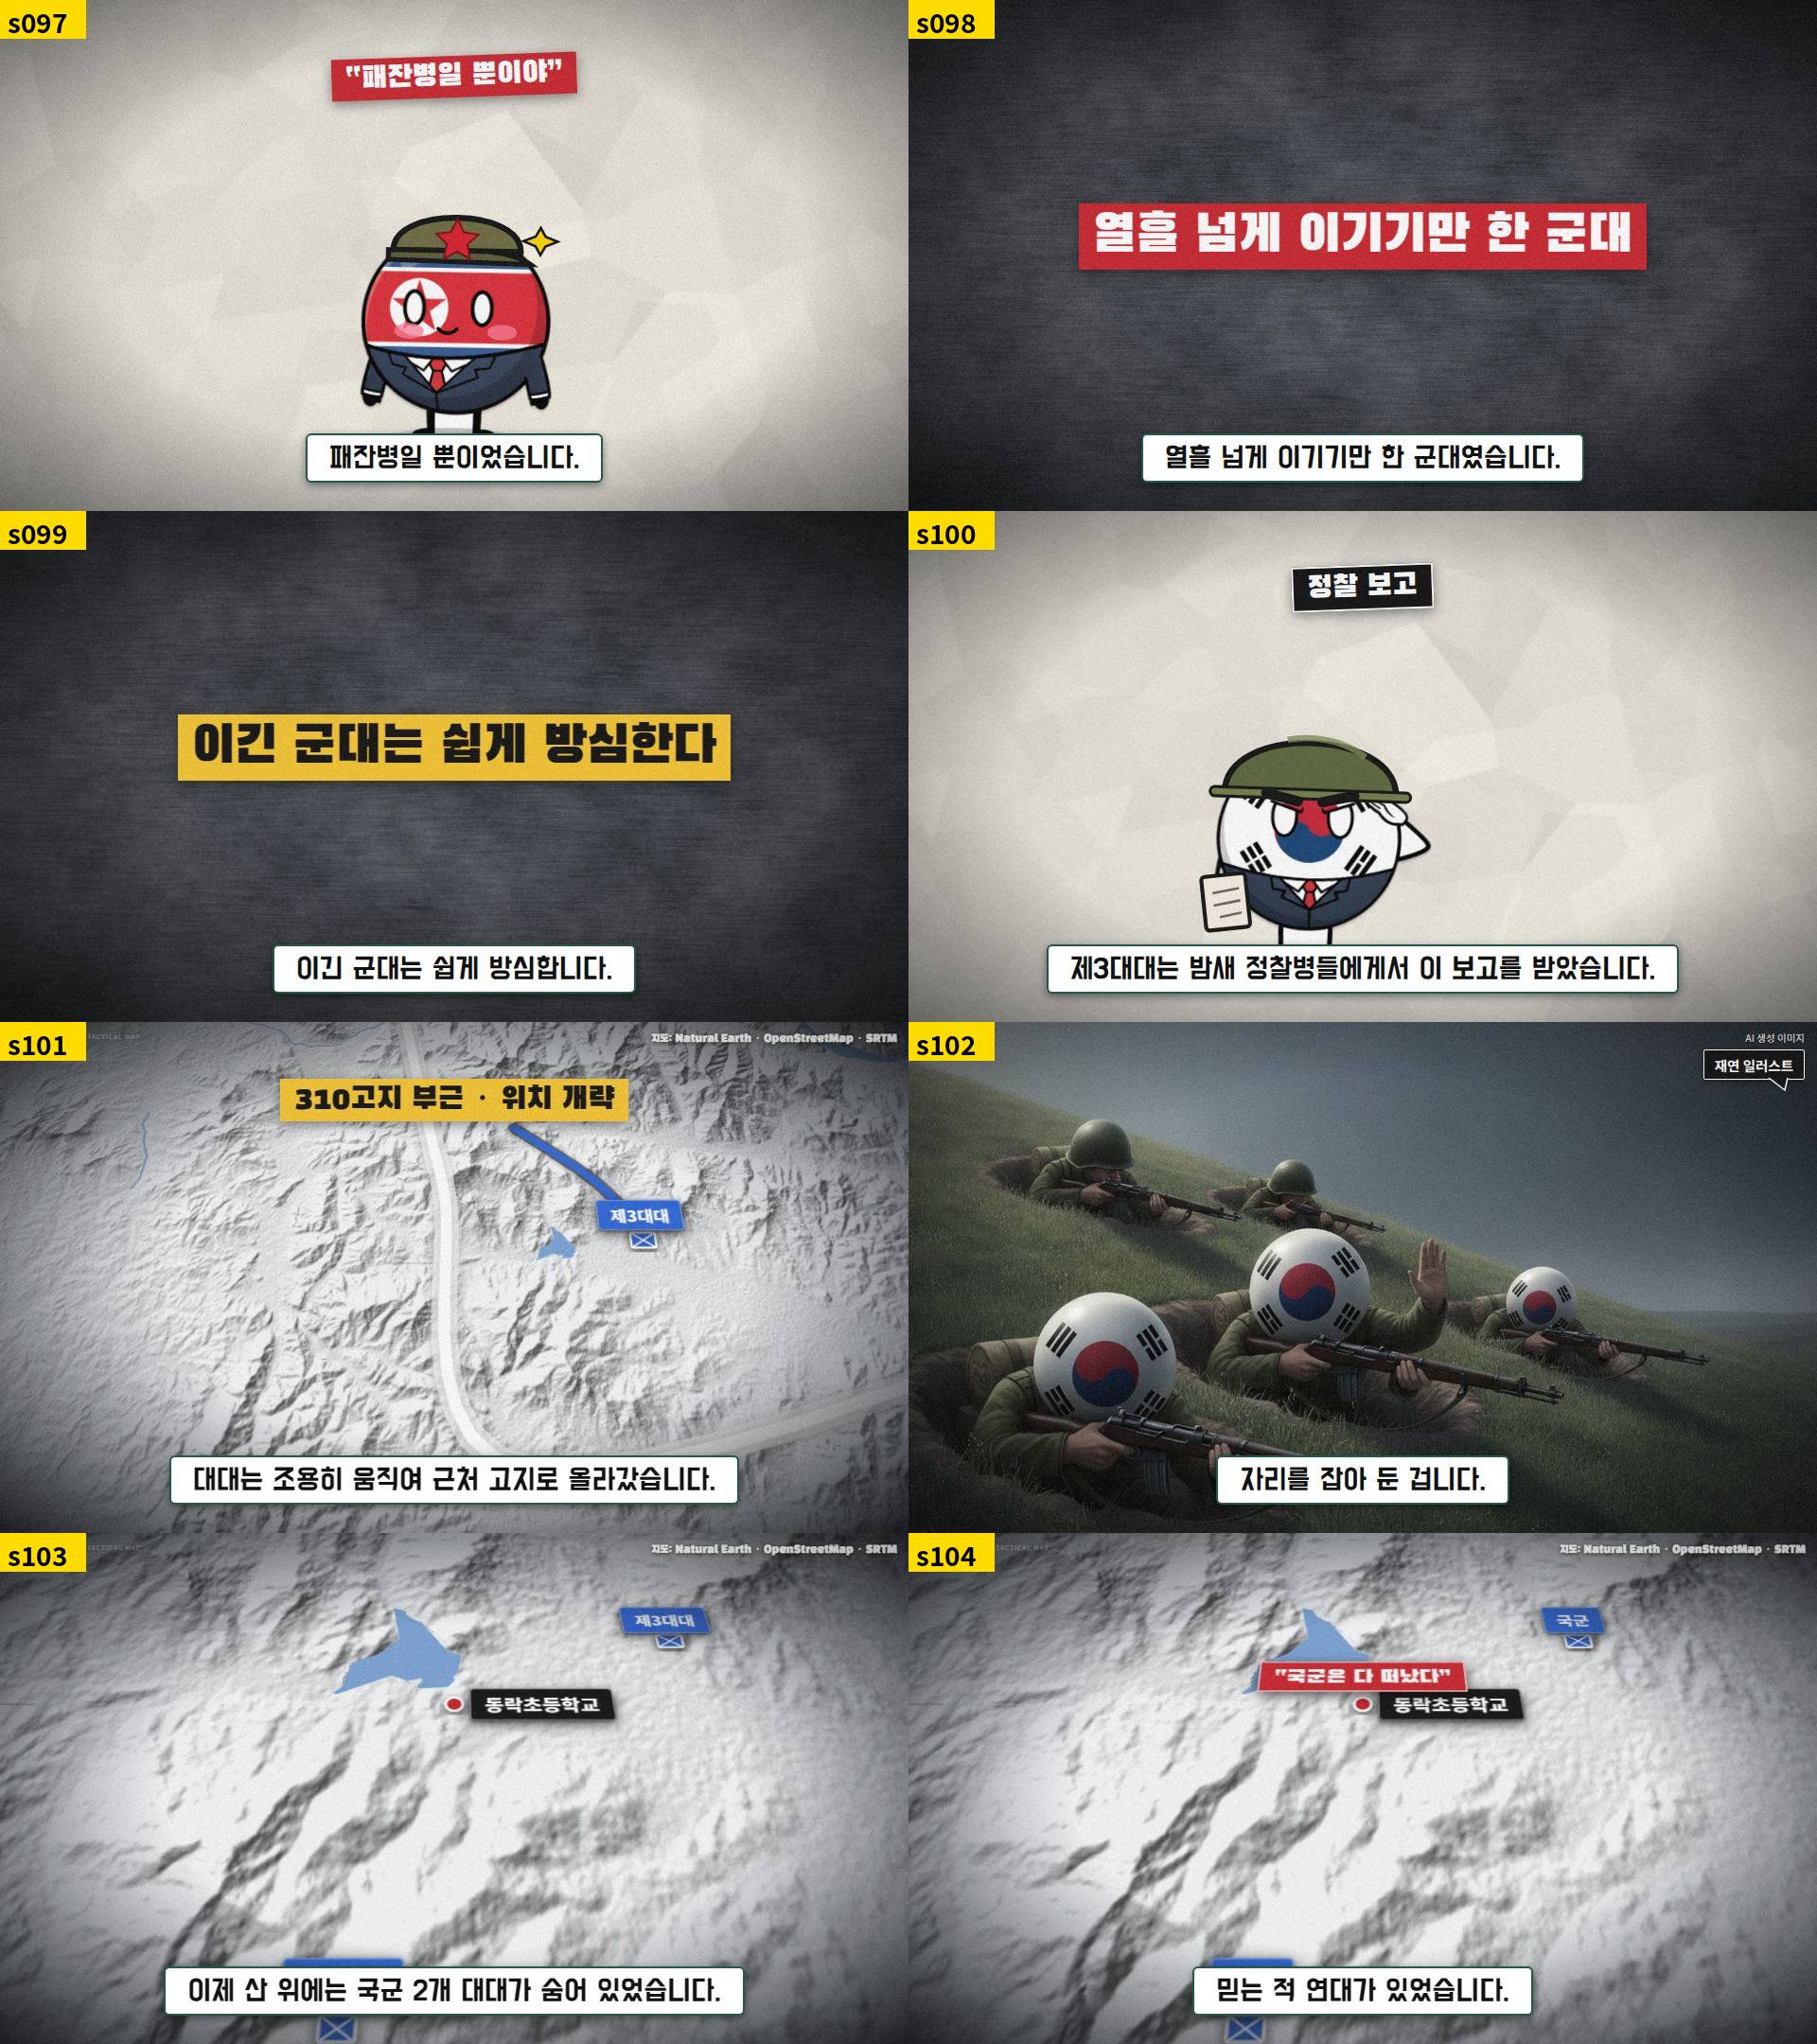 s097
"패잔병일 뿐이야"
패잔병일 뿐이었습니다.
s098
열흘 넘게 이기기만 한 군대
열흘 넘게 이기기만 한 군대였습니다.
s099
이긴 군대는 쉽게 방심한다
이긴 군대는 쉽게 방심합니다.
s100
정찰 보고
제3대대는 밤새 정찰병들에게서 이 보고를 받았습니다.
s101
TACTICAL MAP
지도: Natural Earth · OpenStreetMap · SRTM
310고지 부근 · 위치 개략
제3대대
대대는 조용히 움직여 근처 고지로 올라갔습니다.
s102
AI 생성 이미지
재연 일러스트
자리를 잡아 둔 겁니다.
s103
TACTICAL MAP
지도: Natural Earth · OpenStreetMap · SRTM
제3대대
동락초등학교
이제 산 위에는 국군 2개 대대가 숨어 있었습니다.
s104
TACTICAL MAP
지도: Natural Earth · OpenStreetMap · SRTM
국군
"국군은 다 떠났다"
동락초등학교
믿는 적 연대가 있었습니다.